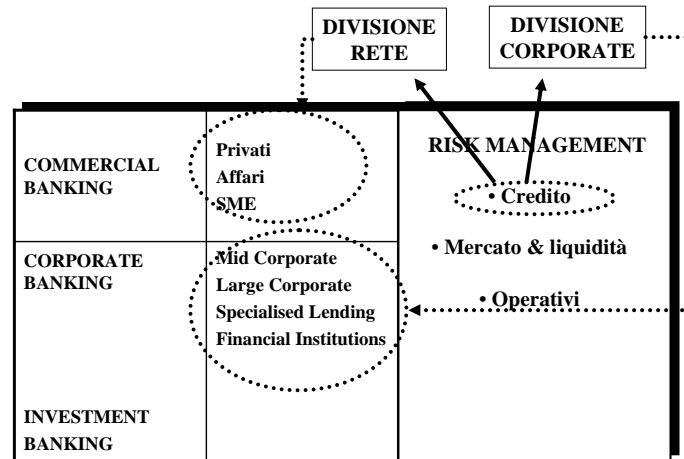 DIVISIONE
RETE
DIVISIONE
CORPORATE
COMMERCIAL
BANKING
Privati
Affari
SME
RISK MANAGEMENT
• Credito
• Mercato & liquidità
• Operativi
CORPORATE
BANKING
Mid Corporate
Large Corporate
Specialised Lending
Financial Institutions
INVESTMENT
BANKING